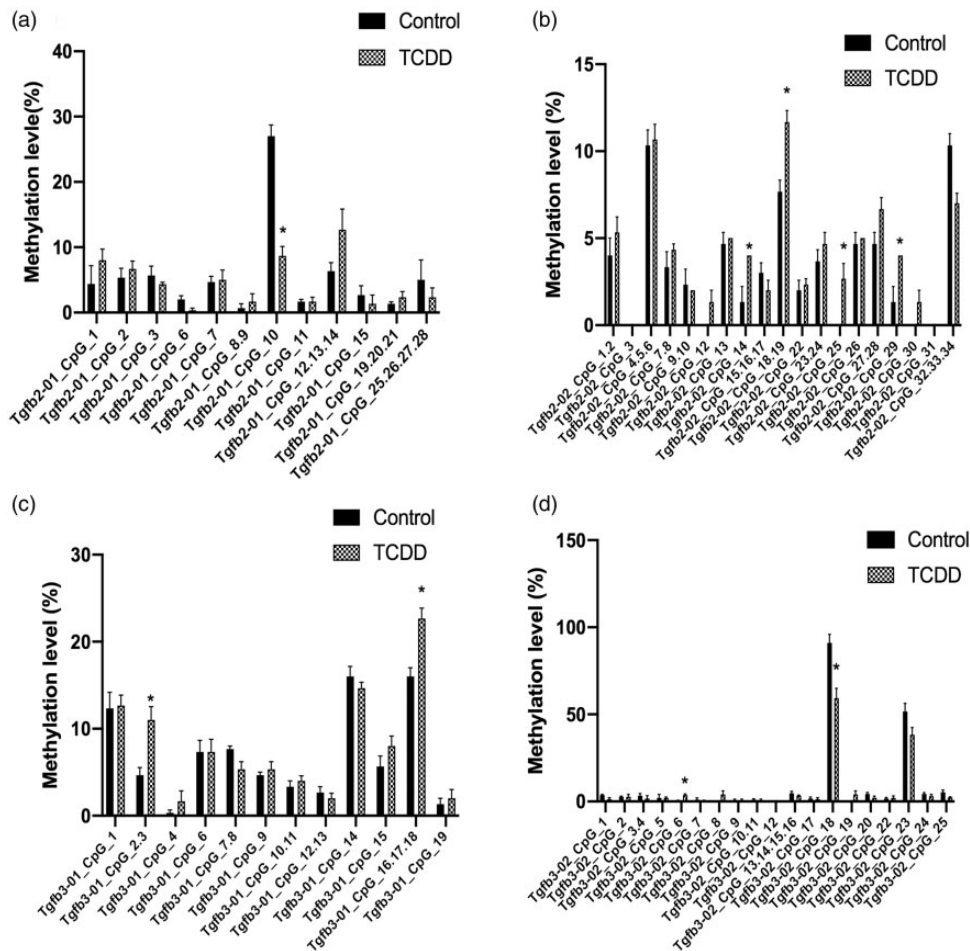 (a)
Control
TCDD
Methylation levle(%)
40
30
20
10
0
*
Tgfb2-01_CpG_1
Tgfb2-01_CpG_2
Tgfb2-01_CpG_3
Tgfb2-01_CpG_6
Tgfb2-01_CpG_7
Tgfb2-01_CpG_8.9
Tgfb2-01_CpG_10
Tgfb2-01_CpG_11
Tgfb2-01_CpG_12.13.14
Tgfb2-01_CpG_15
Tgfb2-01_CpG_19.20.21
Tgfb2-01_CpG_25.26.27.28
(b)
Control
TCDD
Methylation level (%)
15
10
5
0
*
*
*
*
Tgfb2-02_CpG_1.2
Tgfb2-02_CpG_3
Tgfb2-02_CpG_4.5.6
Tgfb2-02_CpG_7.8
Tgfb2-02_CpG_9.10
Tgfb2-02_CpG_12
Tgfb2-02_CpG_13
Tgfb2-02_CpG_14
Tgfb2-02_CpG_15.16.17
Tgfb2-02_CpG_18.19
Tgfb2-02_CpG_22
Tgfb2-02_CpG_23.24
Tgfb2-02_CpG_25
Tgfb2-02_CpG_26
Tgfb2-02_CpG_27.28
Tgfb2-02_CpG_29
Tgfb2-02_CpG_30
Tgfb2-02_CpG_31
Tgfb2-02_CpG_32.33.34
(c)
Control
TCDD
Methylation level (%)
30
20
10
0
*
*
Tgfb3-01_CpG_1
Tgfb3-01_CpG_2.3
Tgfb3-01_CpG_4
Tgfb3-01_CpG_6
Tgfb3-01_CpG_7.8
Tgfb3-01_CpG_9
Tgfb3-01_CpG_10.11
Tgfb3-01_CpG_12.13
Tgfb3-01_CpG_14
Tgfb3-01_CpG_15
Tgfb3-01_CpG_16.17.18
Tgfb3-01_CpG_19
(d)
Control
TCDD
Methylation level (%)
150
100
50
0
*
*
Tgfb3-02_CpG_1
Tgfb3-02_CpG_2
Tgfb3-02_CpG_3.4
Tgfb3-02_CpG_5
Tgfb3-02_CpG_6
Tgfb3-02_CpG_7
Tgfb3-02_CpG_8
Tgfb3-02_CpG_9
Tgfb3-02_CpG_10.11
Tgfb3-02_CpG_12
Tgfb3-02_CpG_13.14.15.16
Tgfb3-02_CpG_17
Tgfb3-02_CpG_18
Tgfb3-02_CpG_19
Tgfb3-02_CpG_20
Tgfb3-02_CpG_22
Tgfb3-02_CpG_23
Tgfb3-02_CpG_24
Tgfb3-02_CpG_25